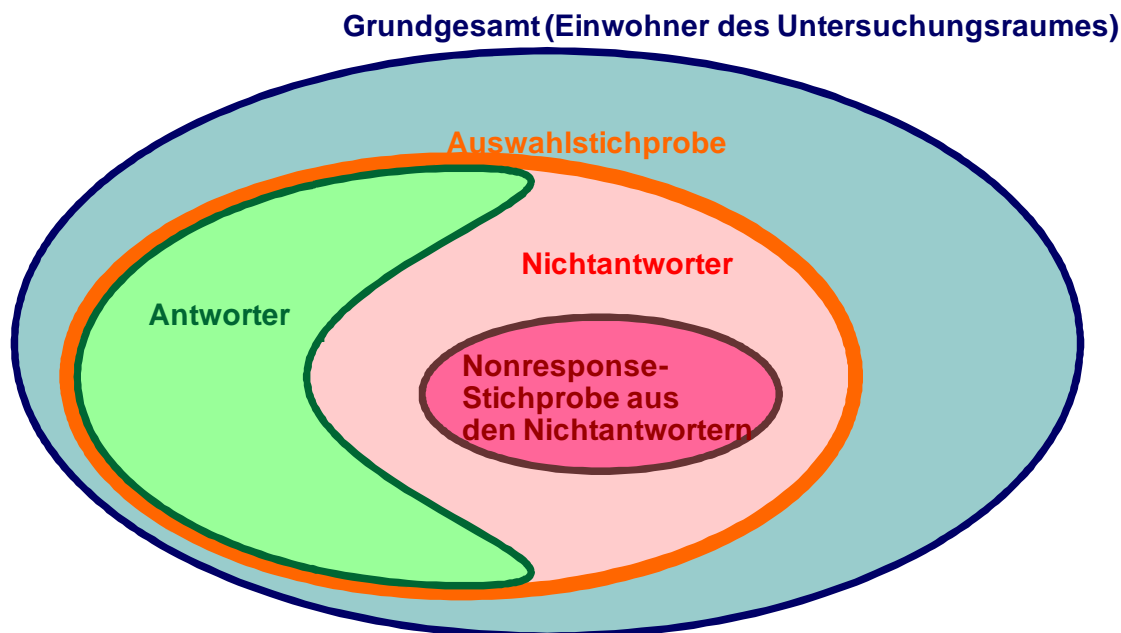 Grundgesamt (Einwohner des Untersuchungsraumes)
Auswahlstichprobe
Nichtantworter
Antworter
Nonresponse-
Stichprobe aus
den Nichtantwortern